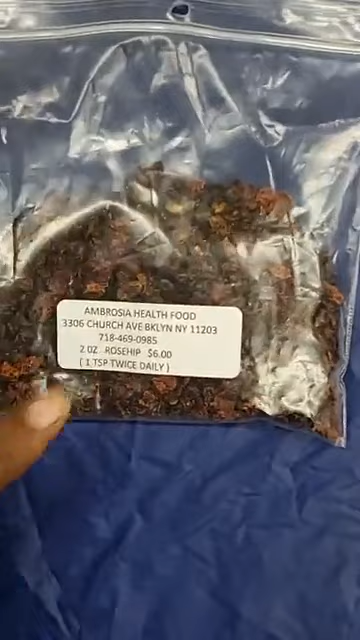 AMBROSIA HEALTH FOOD
3306 CHURCH AVE BKLYN NY 11203
718-469-0985
2 OZ. ROSEHIP $6.00
( 1 TSP TWICE DAILY )